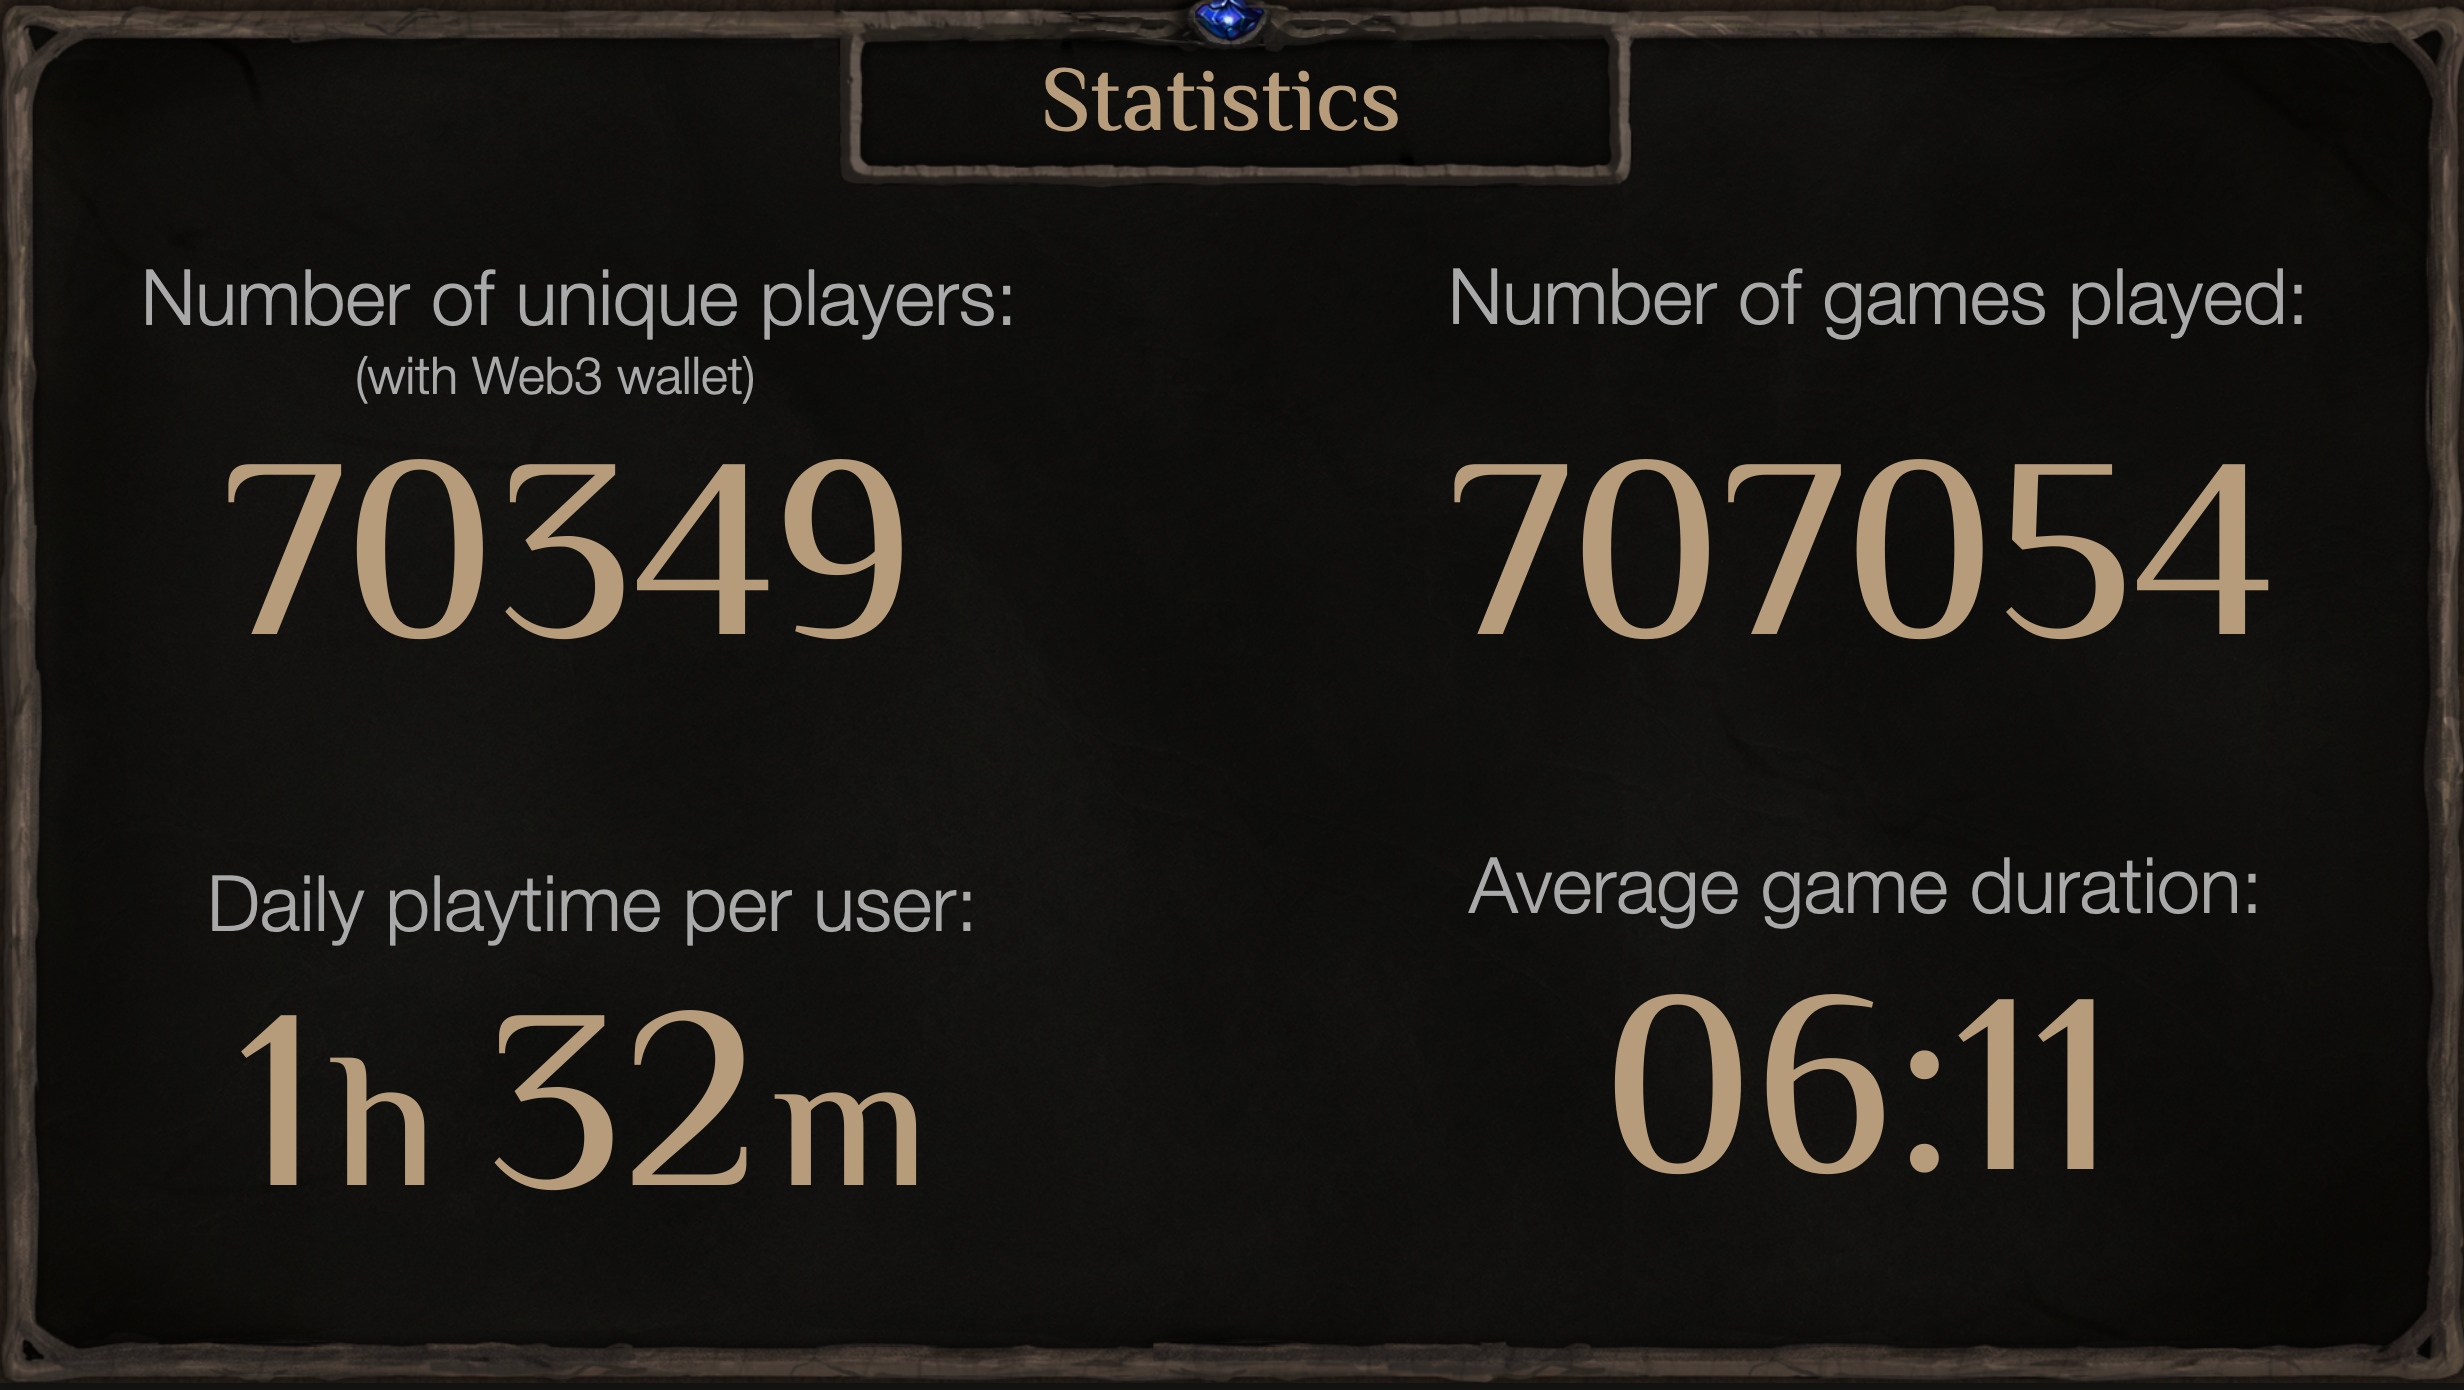 Statistics
Number of unique players:
(with Web3 wallet)
70349
Number of games played:
707054
Daily playtime per user:
1h 32m
Average game duration:
06:11